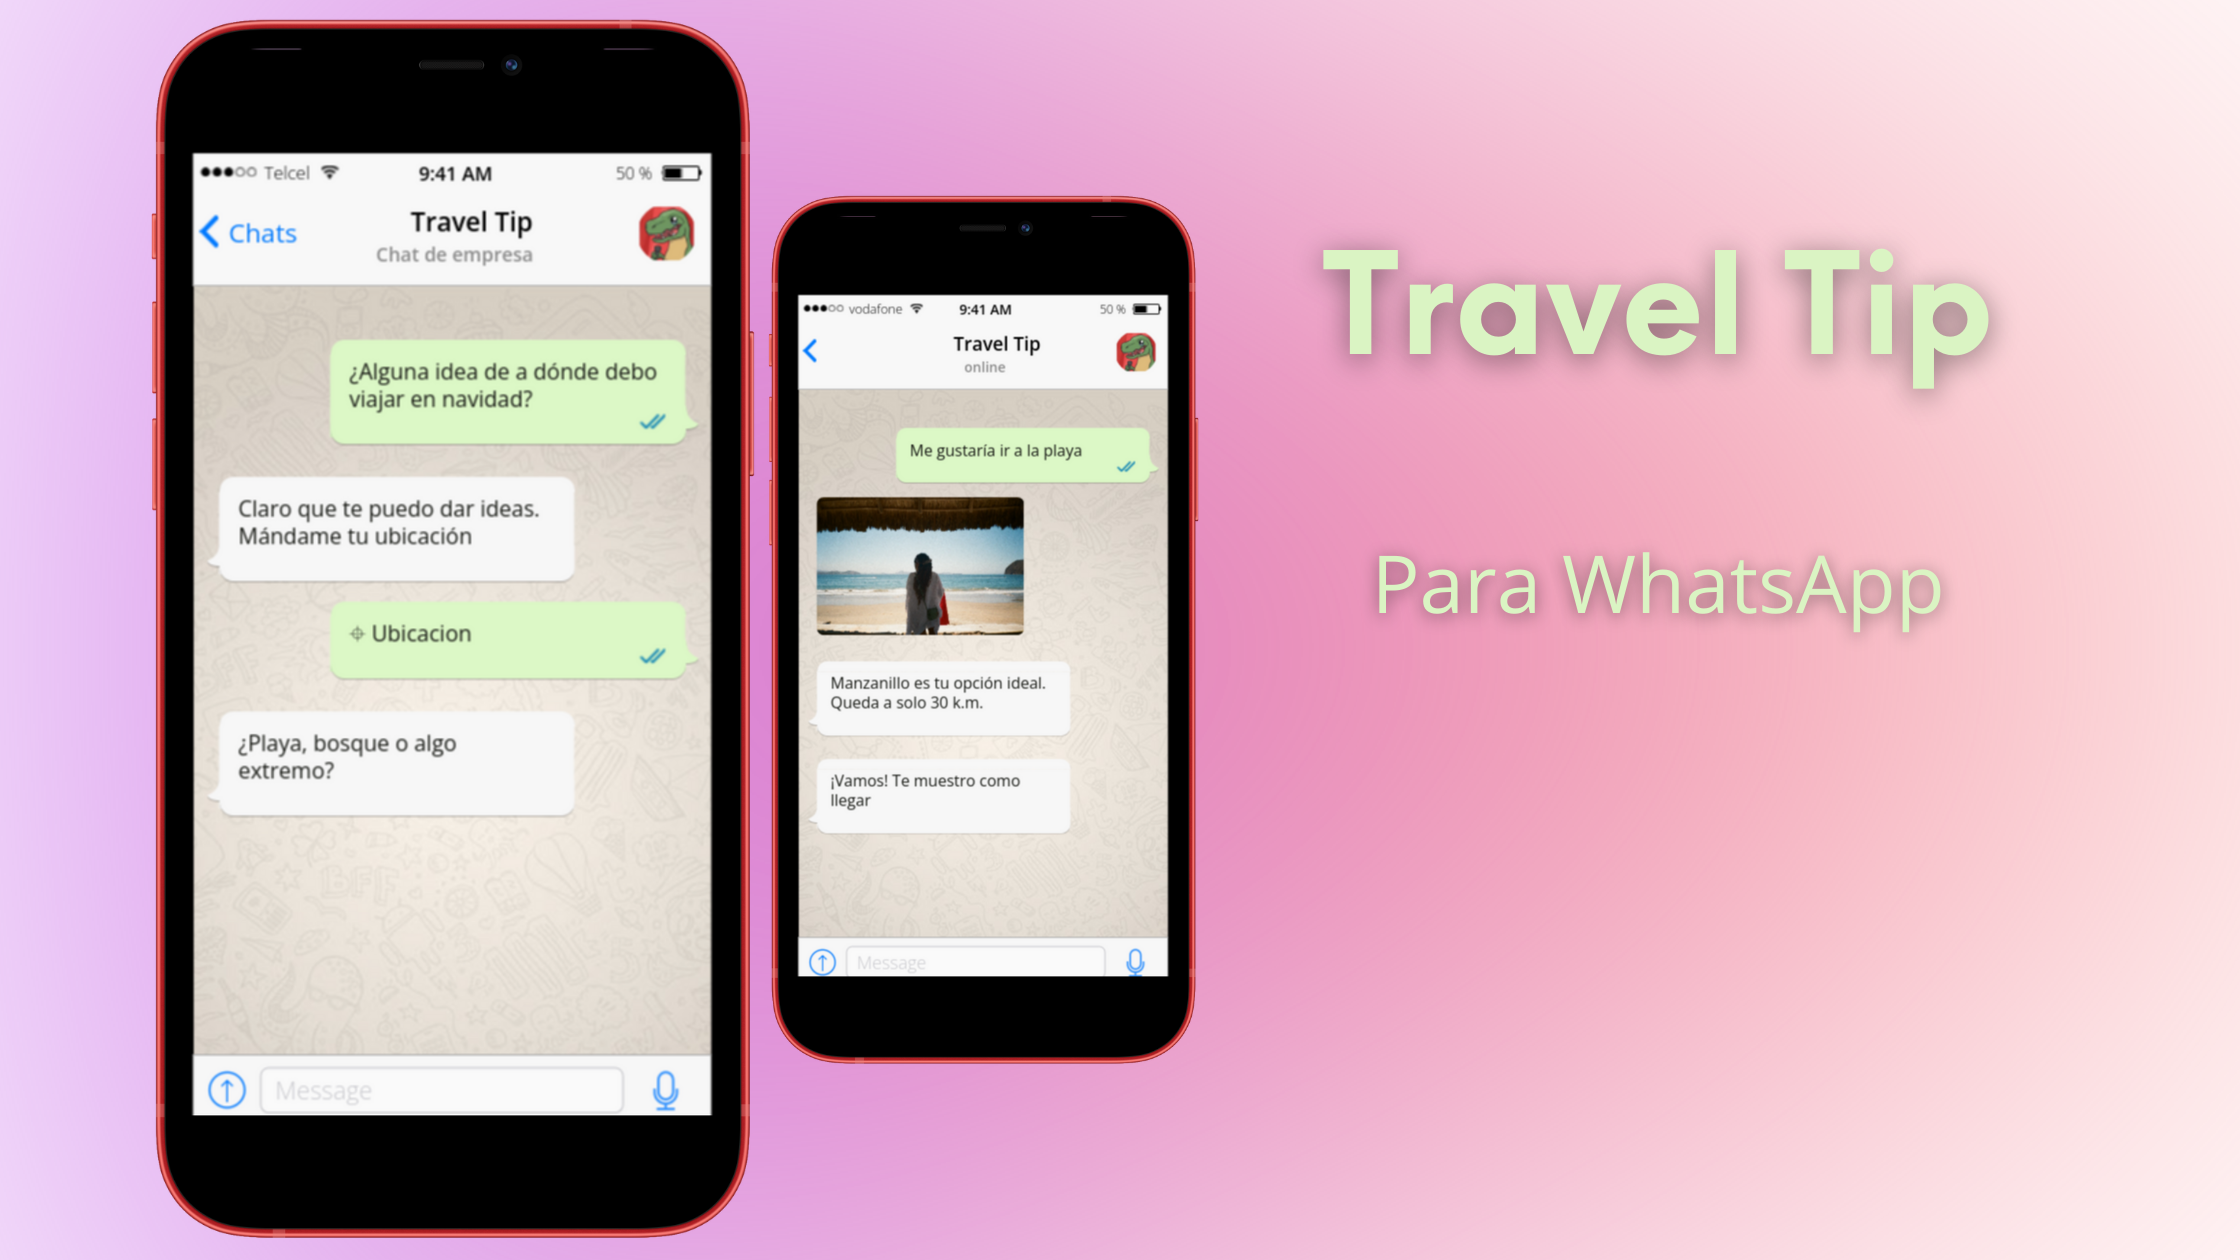 Telcel
9:41 AM
50 %
Chats
Travel Tip
Chat de empresa
¿Alguna idea de a dónde debo
viajar en navidad?
Claro que te puedo dar ideas.
Mándame tu ubicación
Ubicacion
¿Playa, bosque o algo
extremo?
BFF
Message
vodafone
9:41 AM
50 %
Travel Tip
online
Me gustaría ir a la playa
Manzanillo es tu opción ideal.
Queda a solo 30 k.m.
¡Vamos! Te muestro como
llegar
Message
Travel Tip
Para WhatsApp